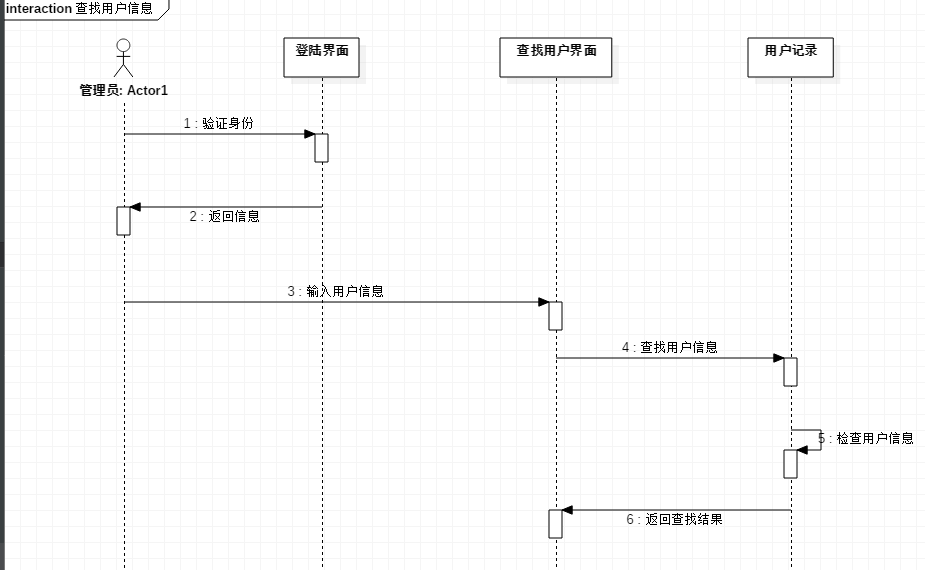 interaction 查找用户信息
登陆界面
查找用户界面
用户记录
管理员: Actor1
1 : 验证身份
2 : 返回信息
3 : 输入用户信息
4 : 查找用户信息
5 : 检查用户信息
6 : 返回查找结果